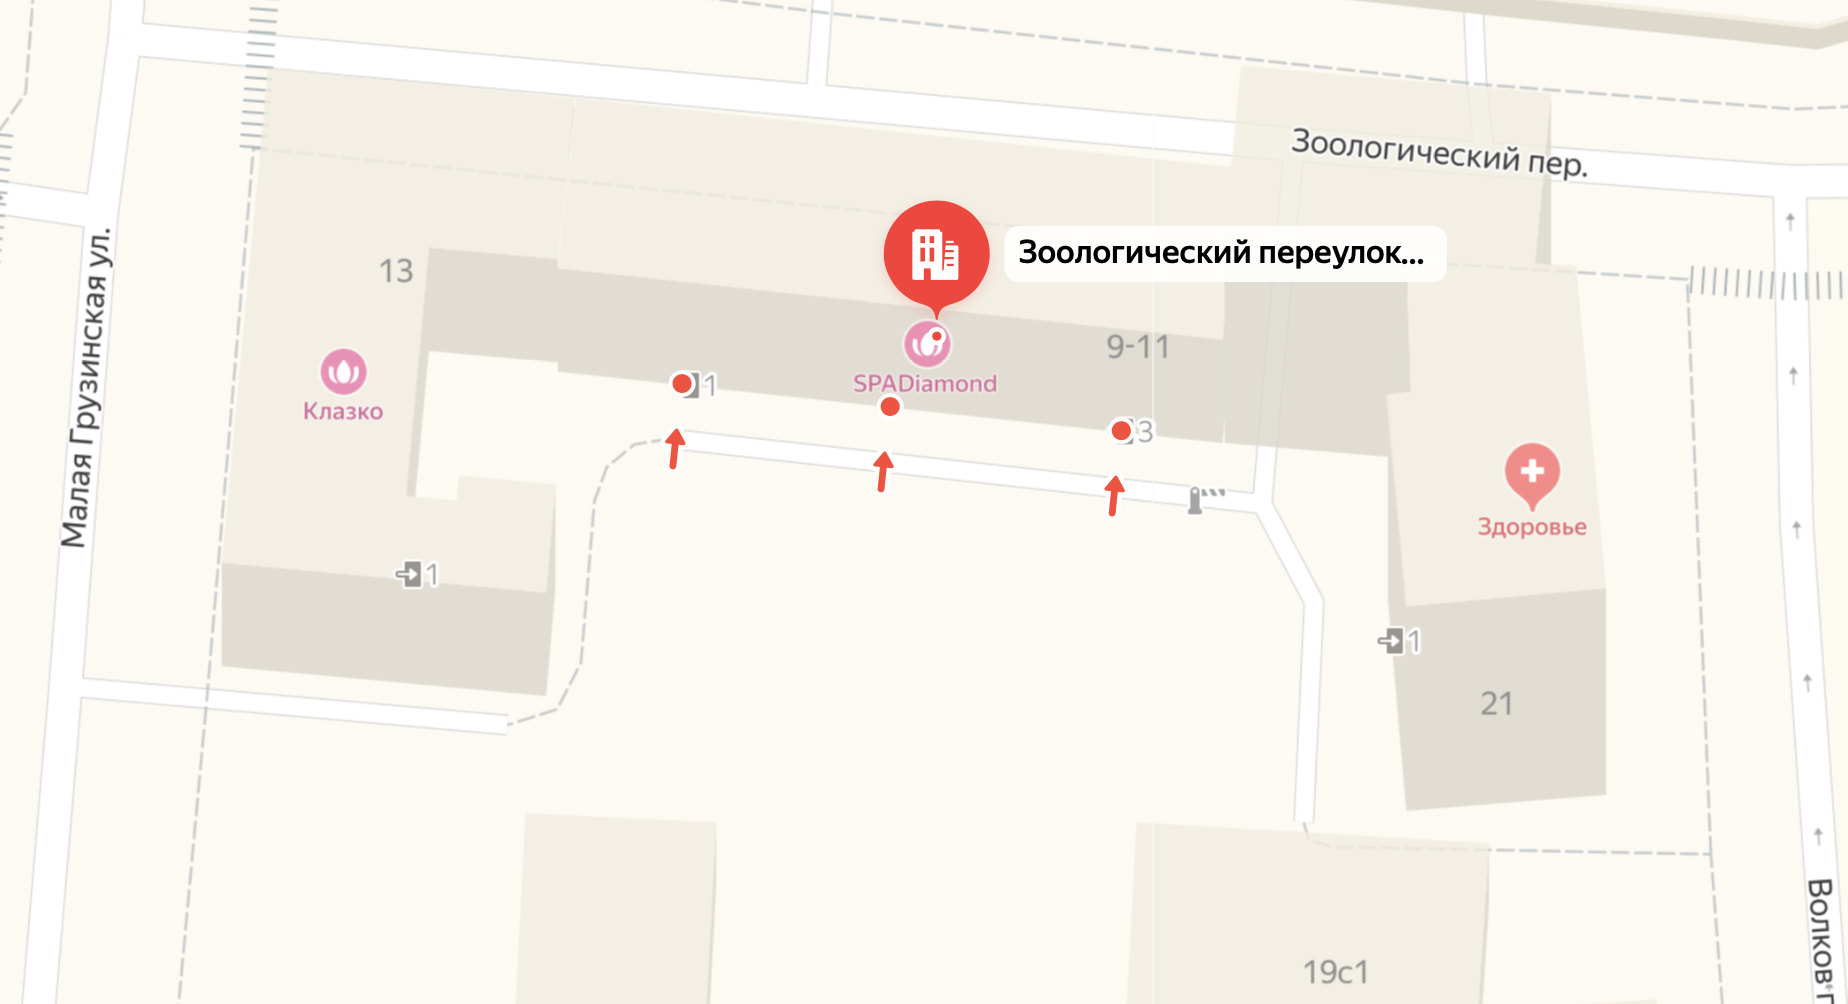 Зоологический пер.
Малая Грузинская ул.
13
Зоологический переулок...
9-11
SPADiamond
1
3
Клазко
1
Здоровье
1
21
19с1
Волков